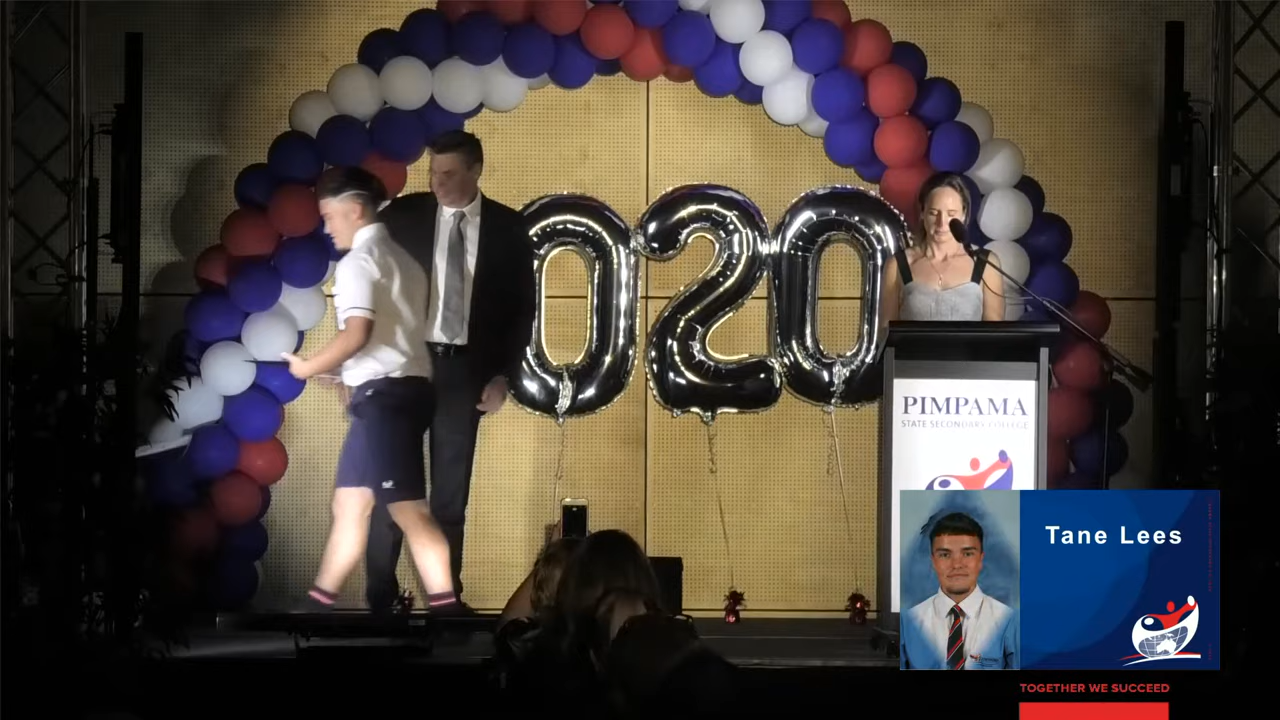 020
PIMPAMA
STATE SECONDARY COLLEGE
Tane Lees
TOGETHER WE SUCCEED